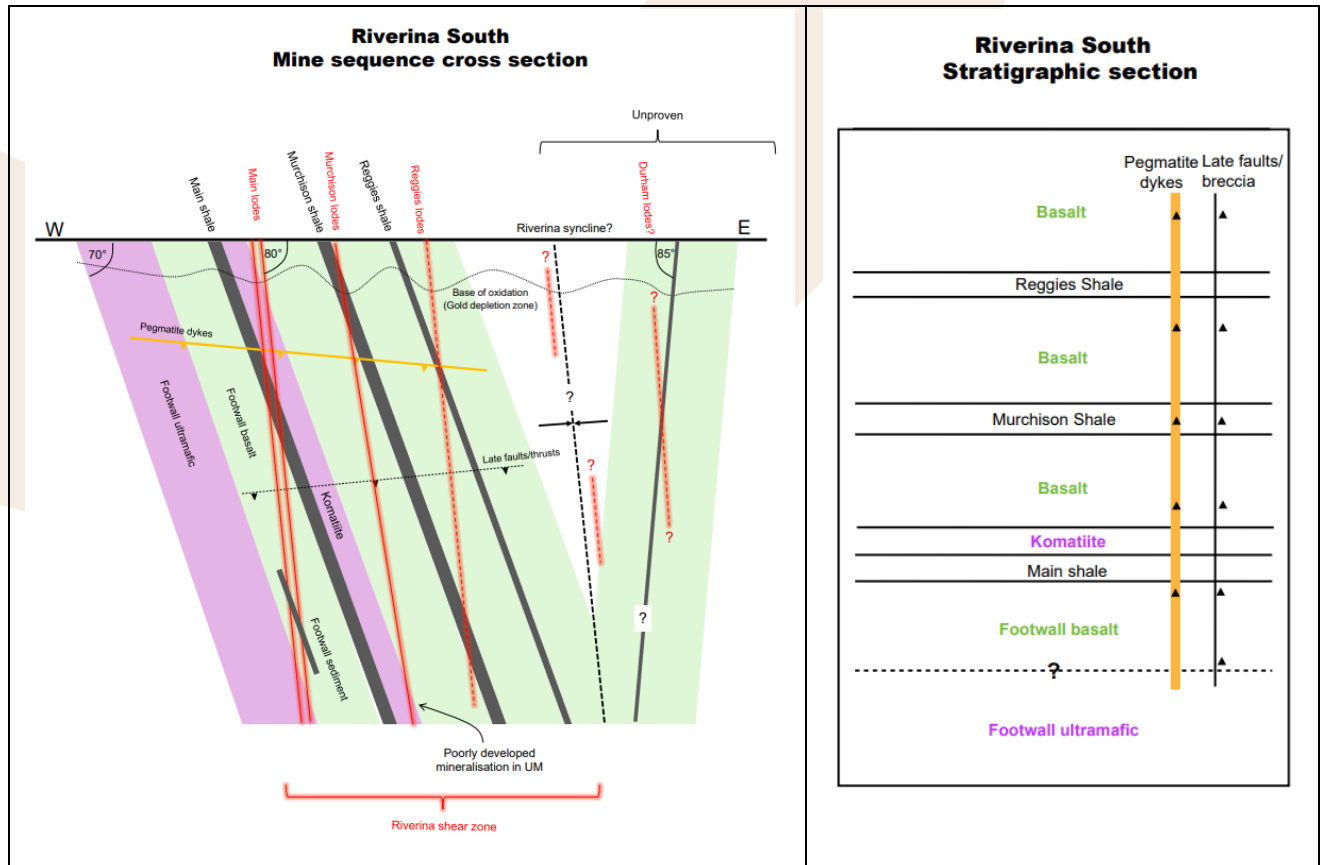 Riverina South
Mine sequence cross section
Unproven
Main shale
Main lodes
Murchison shale
Murchison lodes
Reggies shale
Reggies lodes
Riverina syncline?
Durham lodes?
W
E
70°
80°
85°
?
?
Base of oxidation
(Gold depletion zone)
Pegmatite dykes
?
Footwall ultramafic
Footwall basalt
Late faults/thrusts
?
Komatiite
?
Footwall sediment
?
Poorly developed
mineralisation in UM
Riverina shear zone
Riverina South
Stratigraphic section
Pegmatite
dykes
Late faults/
breccia
Basalt
Reggies Shale
Basalt
Murchison Shale
Basalt
Komatiite
Main shale
Footwall basalt
?
Footwall ultramafic